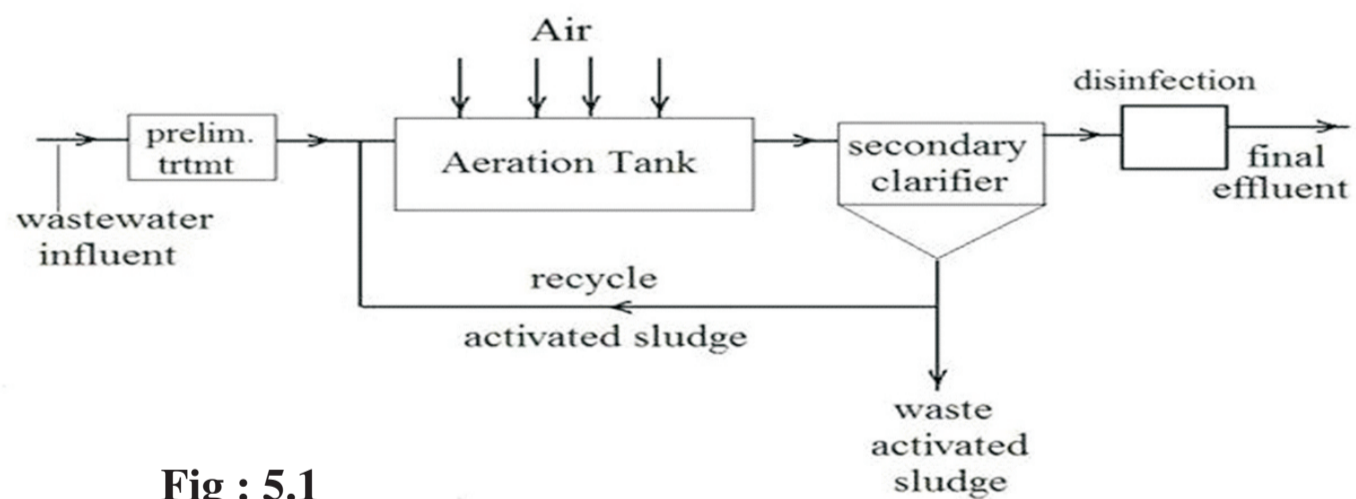 Air
disinfection
prelim.
trtmt
Aeration Tank
secondary
clarifier
final
effluent
wastewater
influent
recycle
activated sludge
waste
activated
sludge
Fig : 5.1